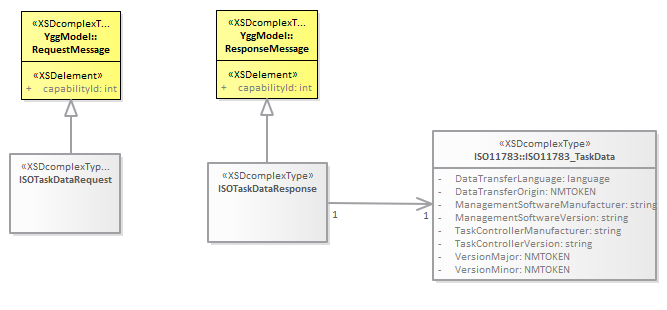 «XSDcomplexT...
YggModel::
RequestMessage
«XSDelement»
+ capabilityId: int
«XSDcomplexT...
YggModel::
ResponseMessage
«XSDelement»
+ capabilityId: int
«XSDcomplexTyp...
ISOTaskDataRequest
«XSDcomplexType»
ISOTaskDataResponse
1
1
«XSDcomplexType»
ISO11783::ISO11783_TaskData
- DataTransferLanguage: language
- DataTransferOrigin: NMTOKEN
- ManagementSoftwareManufacturer: string
- ManagementSoftwareVersion: string
- TaskControllerManufacturer: string
- TaskControllerVersion: string
- VersionMajor: NMTOKEN
- VersionMinor: NMTOKEN